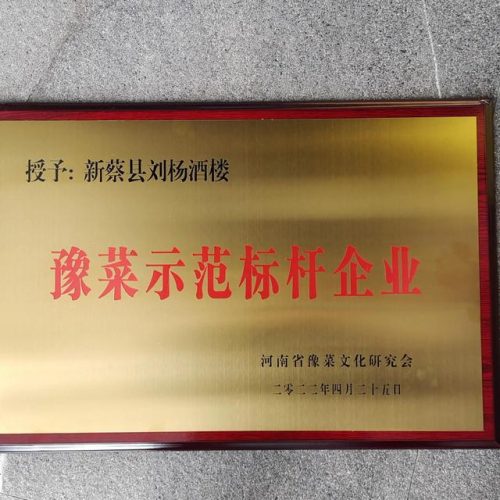 授予：新蔡县刘杨酒楼
豫菜示范标杆企业
河南省豫菜文化研究会
二零二二年四月二十五日